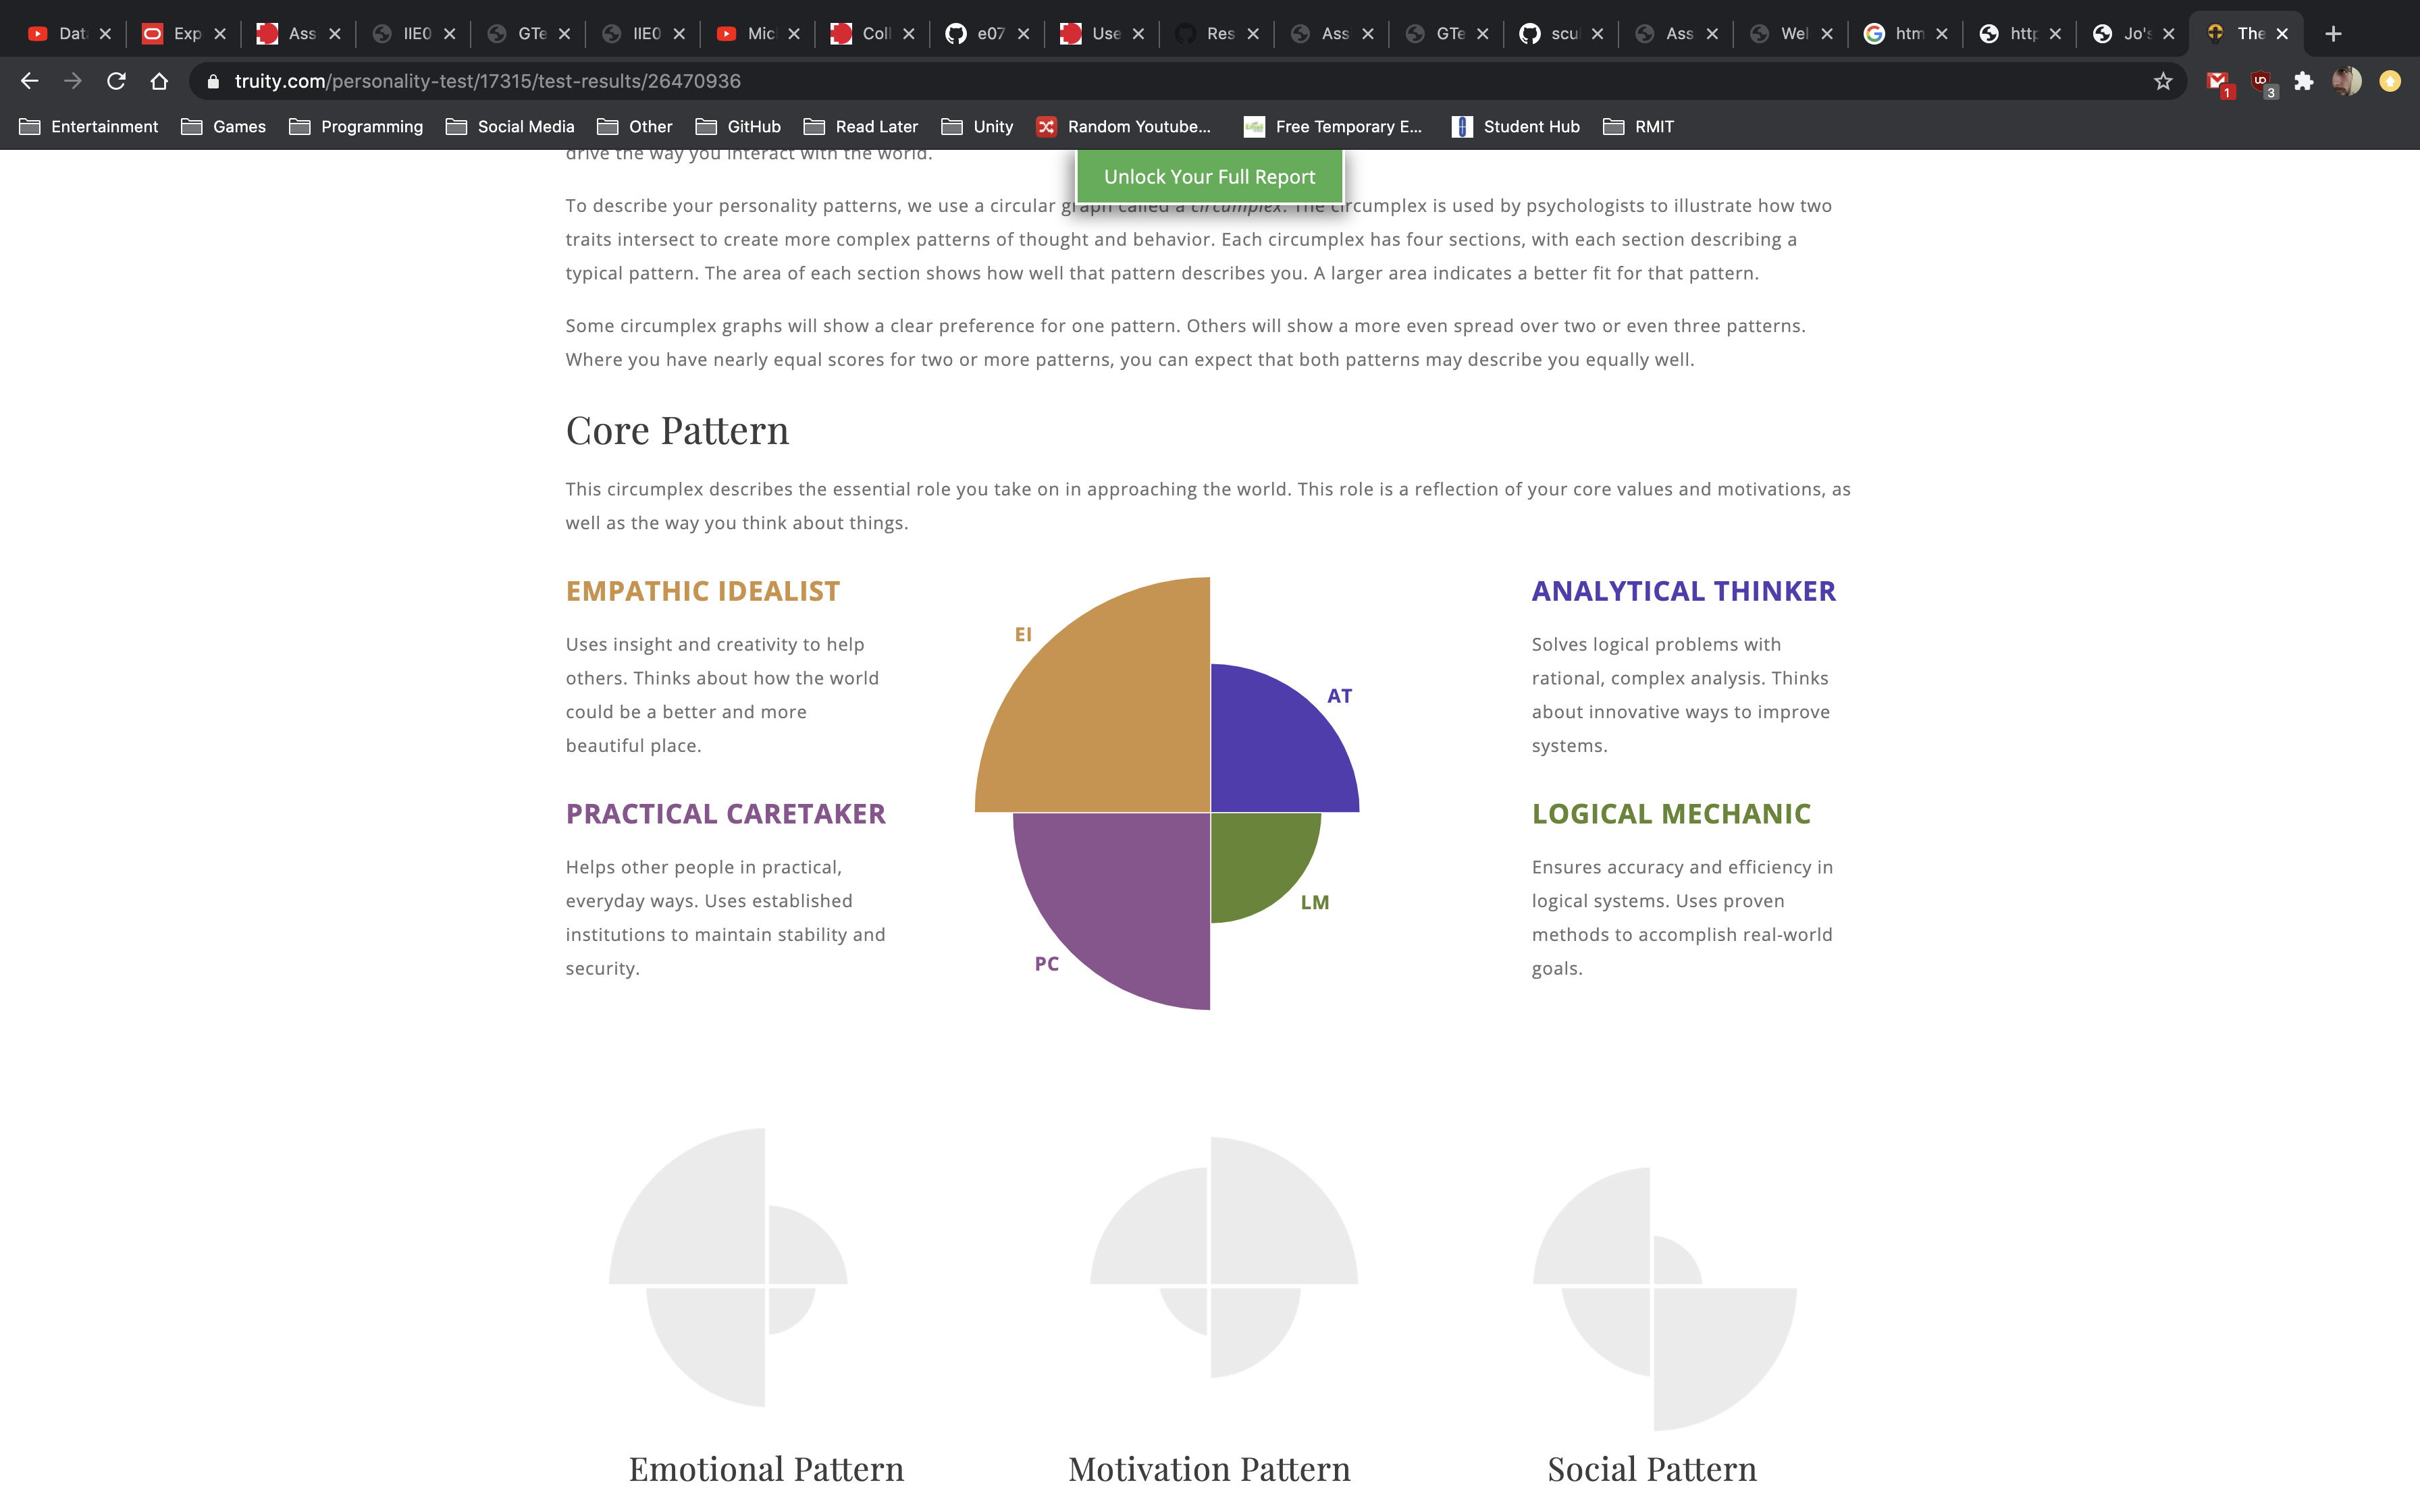 Dat
Exp
Ass
IIE0
GTe
IIE0
Mic
Coll
e07
Use
Res
Ass
GTe
scul
Ass
Wel
htm
http
Jo's
The
truity.com/personality-test/17315/test-results/26470936
1
3
Entertainment
Games
Programming
Social Media
Other
GitHub
Read Later
Unity
Random Youtube...
Free Temporary E...
Student Hub
RMIT
drive the way you interact with the world.
Unlock Your Full Report
To describe your personality patterns, we use a circular graph called a circumplex. The circumplex is used by psychologists to illustrate how two
traits intersect to create more complex patterns of thought and behavior. Each circumplex has four sections, with each section describing a
typical pattern. The area of each section shows how well that pattern describes you. A larger area indicates a better fit for that pattern.
Some circumplex graphs will show a clear preference for one pattern. Others will show a more even spread over two or even three patterns.
Where you have nearly equal scores for two or more patterns, you can expect that both patterns may describe you equally well.
Core Pattern
This circumplex describes the essential role you take on in approaching the world. This role is a reflection of your core values and motivations, as
well as the way you think about things.
EMPATHIC IDEALIST
Uses insight and creativity to help
others. Thinks about how the world
could be a better and more
beautiful place.
PRACTICAL CARETAKER
Helps other people in practical,
everyday ways. Uses established
institutions to maintain stability and
security.
EI
AT
LM
PC
ANALYTICAL THINKER
Solves logical problems with
rational, complex analysis. Thinks
about innovative ways to improve
systems.
LOGICAL MECHANIC
Ensures accuracy and efficiency in
logical systems. Uses proven
methods to accomplish real-world
goals.
Emotional Pattern
Motivation Pattern
Social Pattern